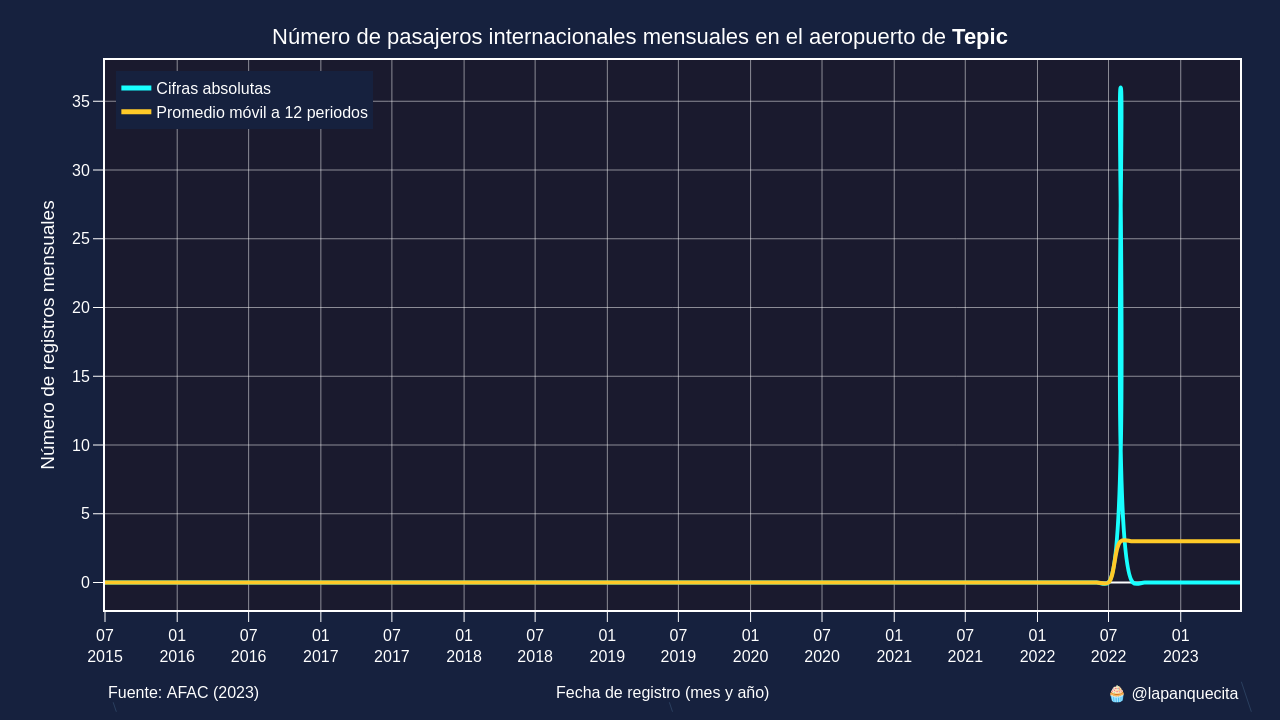 Número de pasajeros internacionales mensuales en el aeropuerto de Tepic
Cifras absolutas
Promedio móvil a 12 periodos
Número de registros mensuales
35
30
25
20
15
10
5
0
07 01 07 01 07 01 07 01 07 01 07 01 07 01 07 01
2015 2016 2016 2017 2017 2018 2018 2019 2019 2020 2020 2021 2021 2022 2022 2023
Fuente: AFAC (2023) Fecha de registro (mes y año) 🧁 @lapanquecita